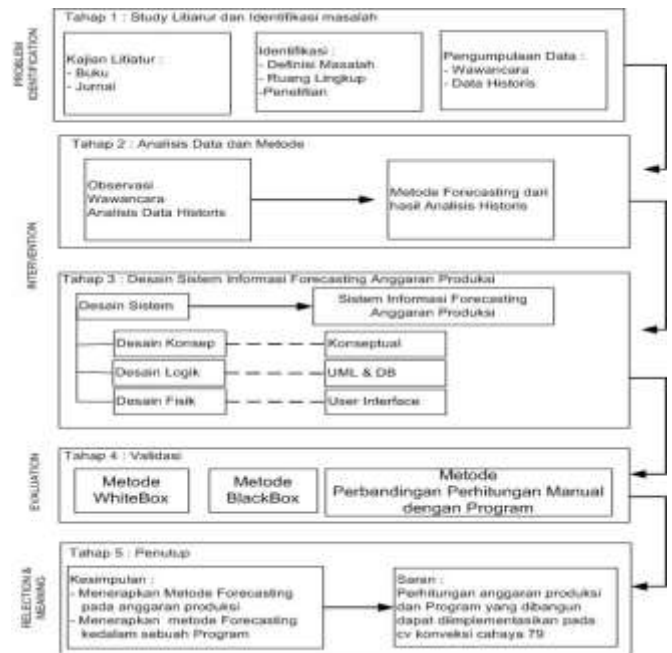 PROBLEM
IDENTIFICATION
Tahap 1 : Study Litiatur dan Identifikasi masalah
Kajian Litiatur :
- Buku
- Jurnal
Identifikasi :
- Definisi Masalah
- Ruang Lingkup
-Penelitian
Pengumpulaan Data :
- Wawancara
- Data Historis
INTERVENTION
Tahap 2 : Analisis Data dan Metode
Observasi
Wawancara
Analisis Data Historis
Metode Forecasting dari
hasil Analisis Historis
Tahap 3 : Desain Sistem Informasi Forecasting Anggaran Produksi
Desain Sistem
Sistem Informasi Forecasting
Anggaran Produksi
Desain Konsep
Konseptual
Desain Logik
UML & DB
Desain Fisik
User Interface
EVALUATION
Tahap 4 : Validasi
Metode
WhiteBox
Metode
BlackBox
Metode
Perbandingan Perhitungan Manual
dengan Program
RELECTION &
MEANING
Tahap 5 : Penutup
Kesimpulan :
- Menerapkan Metode Forecasting
pada anggaran produksi
- Menerapkan metode Forecasting
kedalam sebuah Program
Saran :
Perhitungan anggaran produksi
dan Program yang dibangun
dapat diimplementasikan pada
cv konveksi cahaya 79